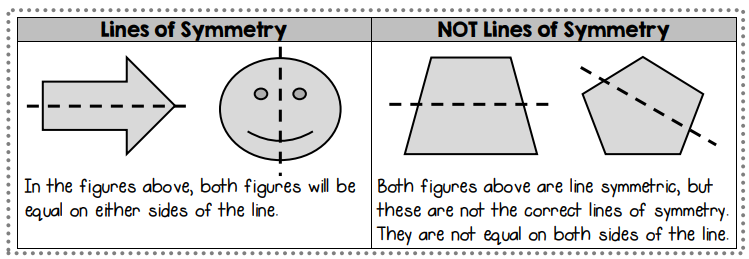 Lines of Symmetry
In the figures above, both figures will be
equal on either sides of the line.
NOT Lines of Symmetry
Both figures above are line symmetric, but
these are not the correct lines of symmetry.
They are not equal on both sides of the line.